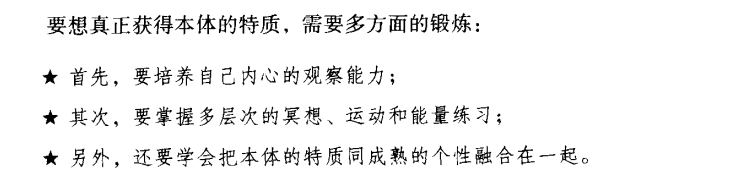 要想真正获得本体的特质，需要多方面的锻炼：
★ 首先，要培养自己内心的观察能力；
★ 其次，要掌握多层次的冥想、运动和能量练习；
★ 另外，还要学会把本体的特质同成熟的个性融合在一起。